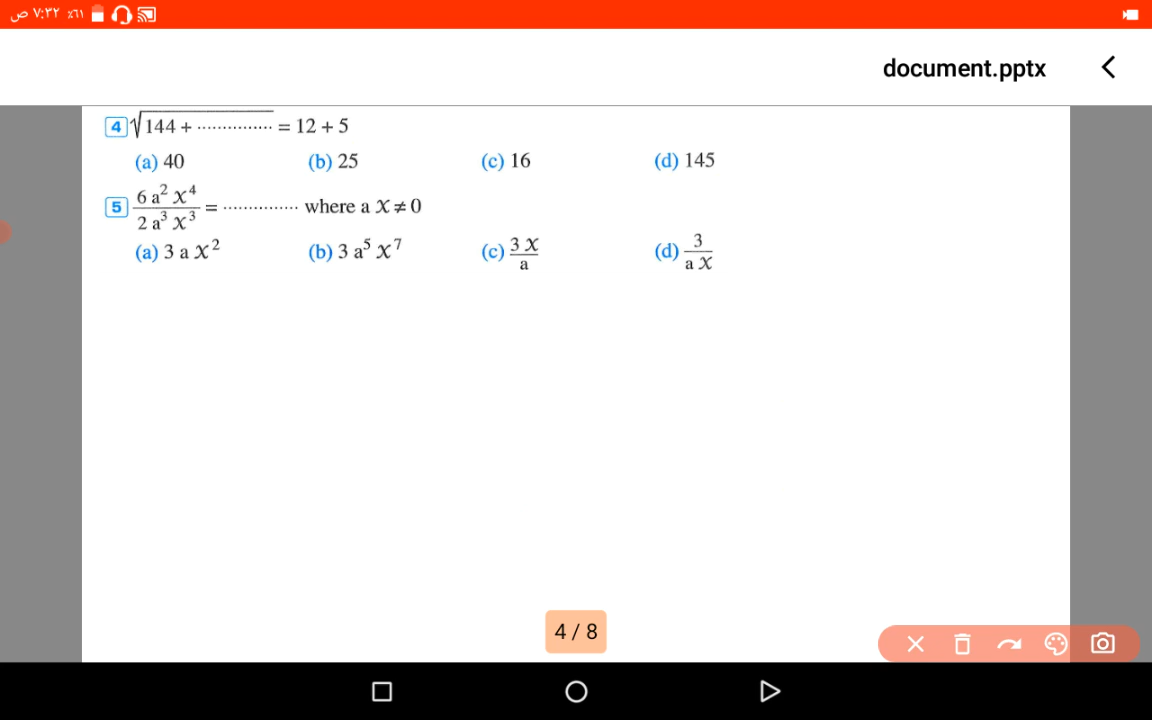 ص ٧:٣٢ ٪٦١
document.pptx
4 √144 + ............... = 12 + 5
(a) 40 (b) 25 (c) 16 (d) 145
5 6 a² x⁴ / 2 a³ x³ = .............. where a x ≠ 0
(a) 3 a x² (b) 3 a⁵ x⁷ (c) 3 x / a (d) 3 / a x
4 / 8